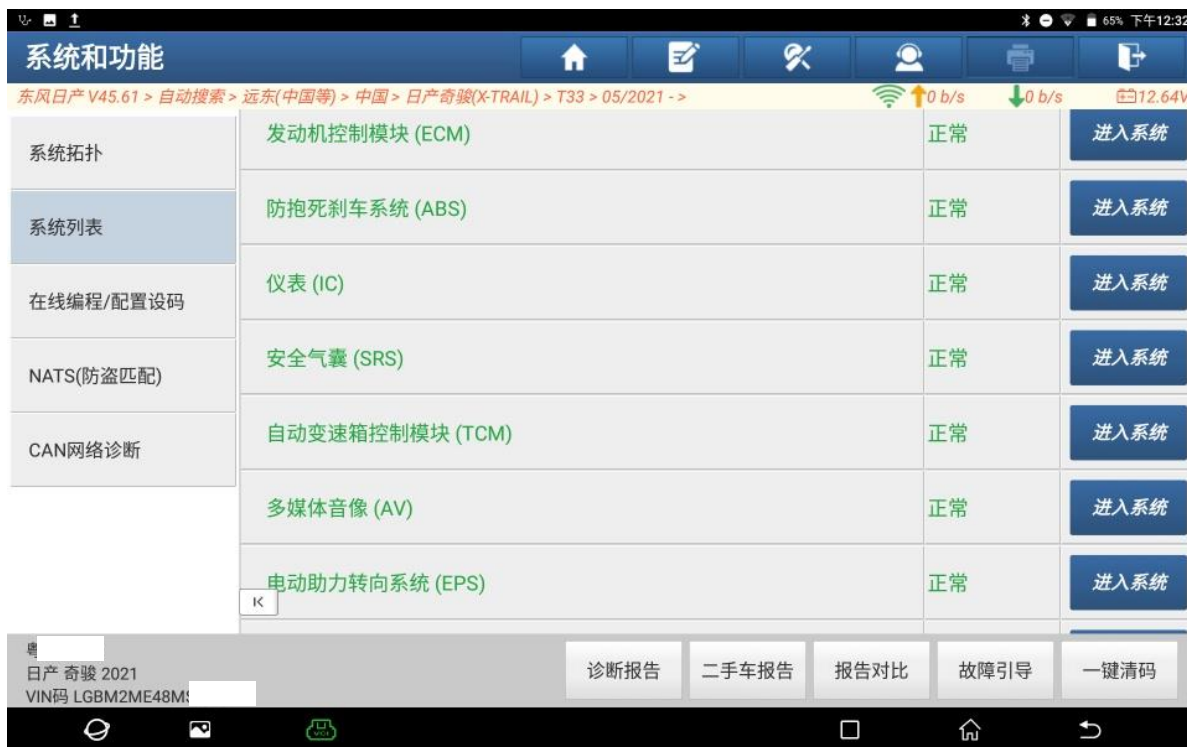 65% 下午12:32
系统和功能
东风日产 V45.61 > 自动搜索 > 远东(中国等) > 中国 > 日产奇骏(X-TRAIL) > T33 > 05/2021 - > 0 b/s 0 b/s 12.64V
系统拓扑
系统列表
在线编程/配置设码
NATS(防盗匹配)
CAN网络诊断
发动机控制模块 (ECM) 正常 进入系统
防抱死刹车系统 (ABS) 正常 进入系统
仪表 (IC) 正常 进入系统
安全气囊 (SRS) 正常 进入系统
自动变速箱控制模块 (TCM) 正常 进入系统
多媒体音像 (AV) 正常 进入系统
电动助力转向系统 (EPS) 正常 进入系统
粤
日产 奇骏 2021
VIN码 LGBM2ME48M
诊断报告 二手车报告 报告对比 故障引导 一键清码
VCI